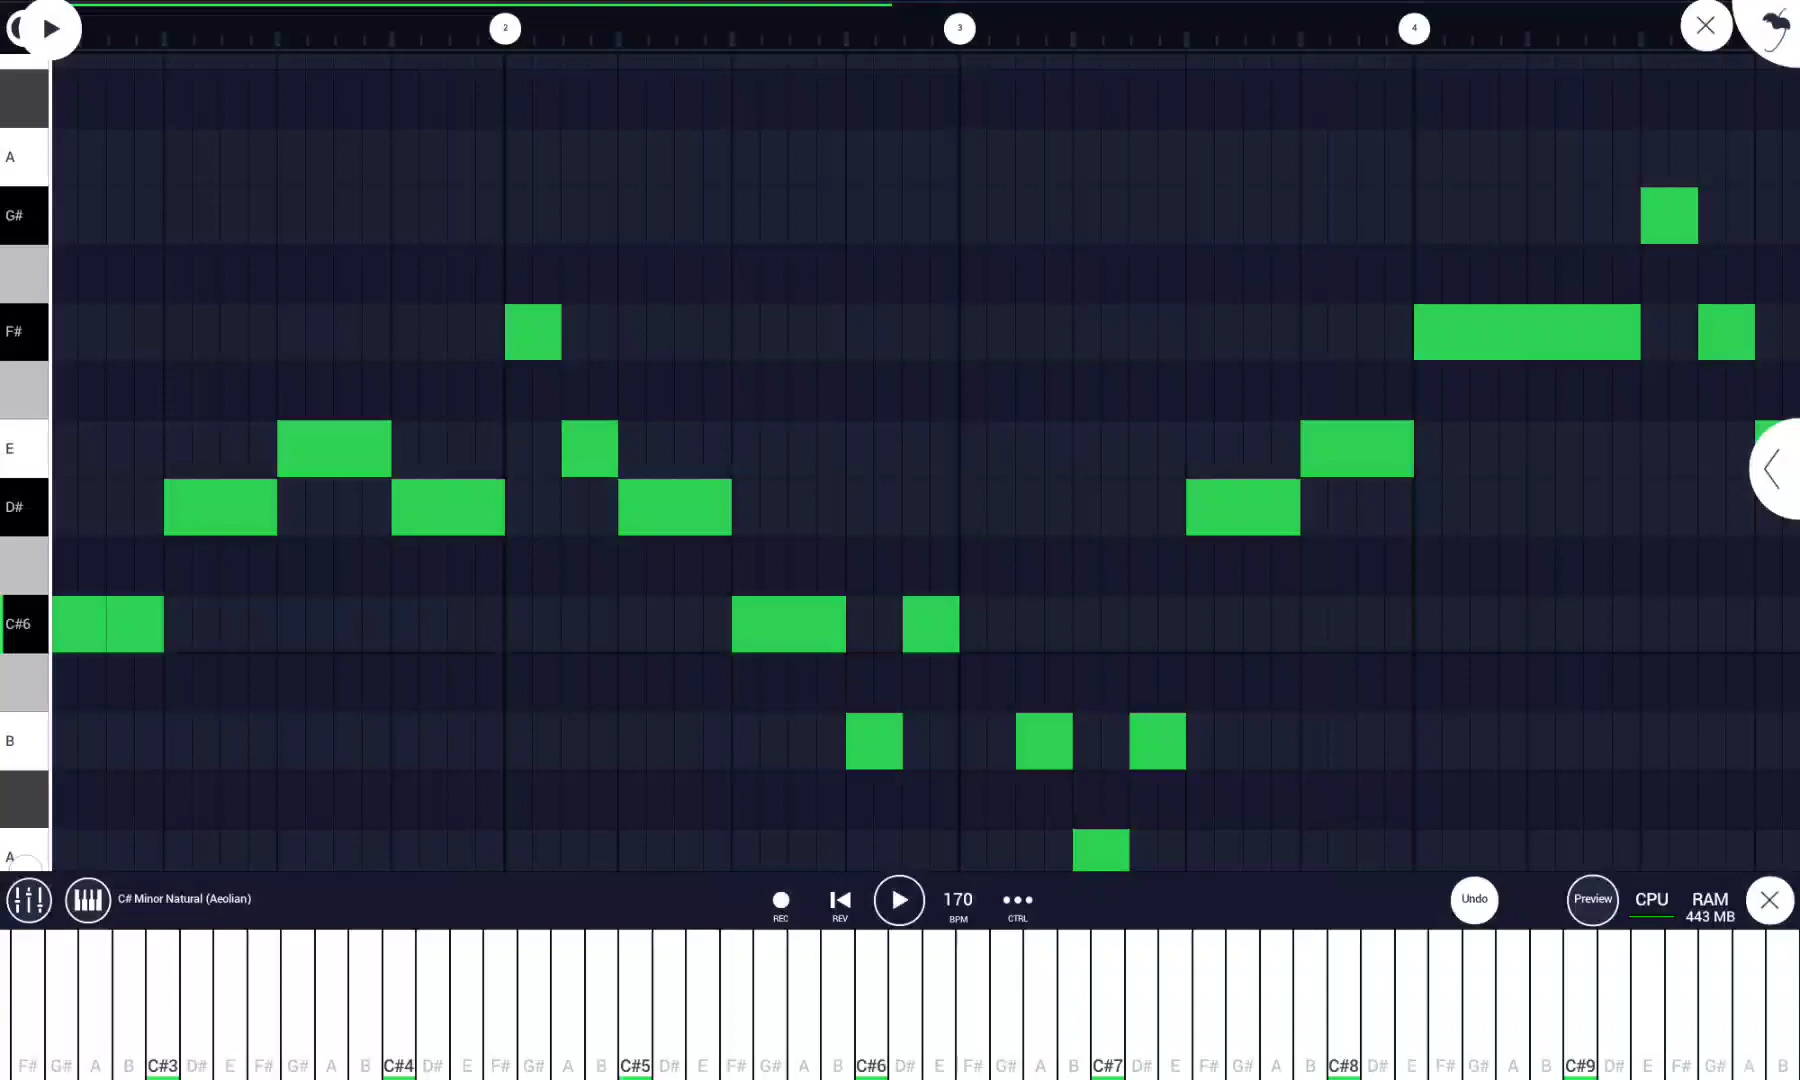 2
3
4
A
G#
F#
E
D#
C#6
B
A
C# Minor Natural (Aeolian)
REC
REV
170
BPM
CTRL
Undo
Preview
CPU
RAM
443 MB
F# G# A B C#3 D# E F# G# A B C#4 D# E F# G# A B C#5 D# E F# G# A B C#6 D# E F# G# A B C#7 D# E F# G# A B C#8 D# E F# G# A B C#9 D# E F# G# A B